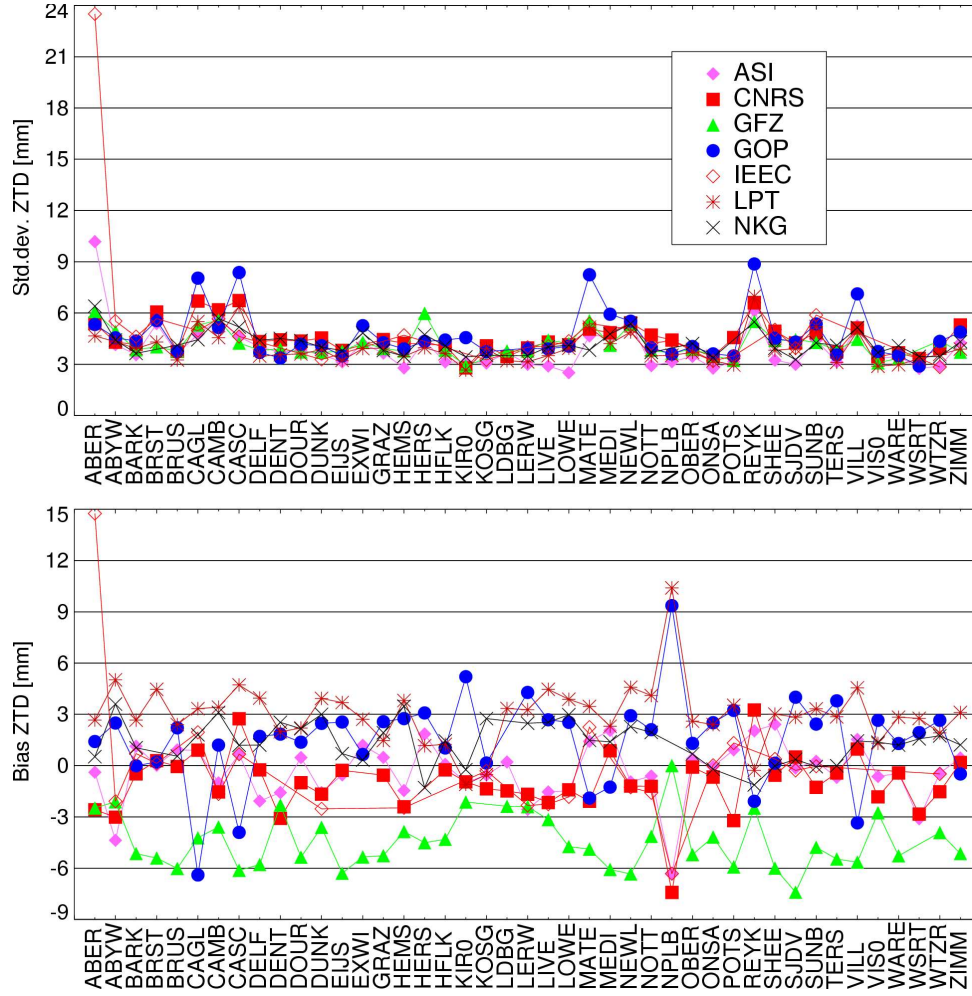 24
21
18
15
12
9
6
3
0
Std.dev. ZTD [mm]
ASI
CNRS
GFZ
GOP
IEEC
LPT
NKG
ABER
ABYW
BARK
BRST
BRUS
CAGL
CAMB
CASC
DELF
DENT
DOUR
DUNK
EIJS
EXWI
GRAZ
HEMS
HERS
HFLK
KIR0
KOSG
LDBG
LERW
LIVE
LOWE
MATE
MEDI
NEWL
NOTT
NPLB
OBER
ONSA
POTS
REYK
SHEE
SJDV
SUNB
TERS
VILL
VIS0
WARE
WSRT
WTZR
ZIMM
15
12
9
6
3
0
-3
-6
-9
Bias ZTD [mm]
ABER
ABYW
BARK
BRST
BRUS
CAGL
CAMB
CASC
DELF
DENT
DOUR
DUNK
EIJS
EXWI
GRAZ
HEMS
HERS
HFLK
KIR0
KOSG
LDBG
LERW
LIVE
LOWE
MATE
MEDI
NEWL
NOTT
NPLB
OBER
ONSA
POTS
REYK
SHEE
SJDV
SUNB
TERS
VILL
VIS0
WARE
WSRT
WTZR
ZIMM